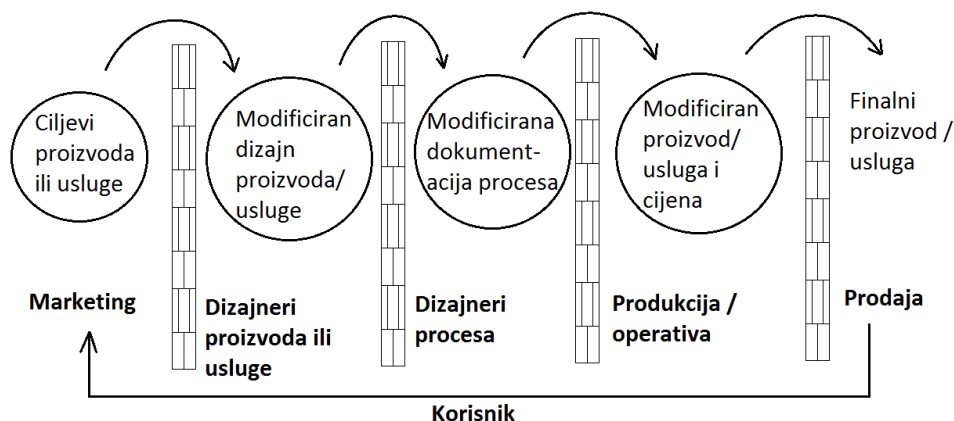 Ciljevi
proizvoda
ili usluge
Modificiran
dizajn
proizvoda/
usluge
Modificirana
dokument-
acija procesa
Modificiran
proizvod/
usluga i
cijena
Finalni
proizvod /
usluga
Marketing
Dizajneri
proizvoda ili
usluge
Dizajneri
procesa
Produkcija /
operativa
Prodaja
Korisnik